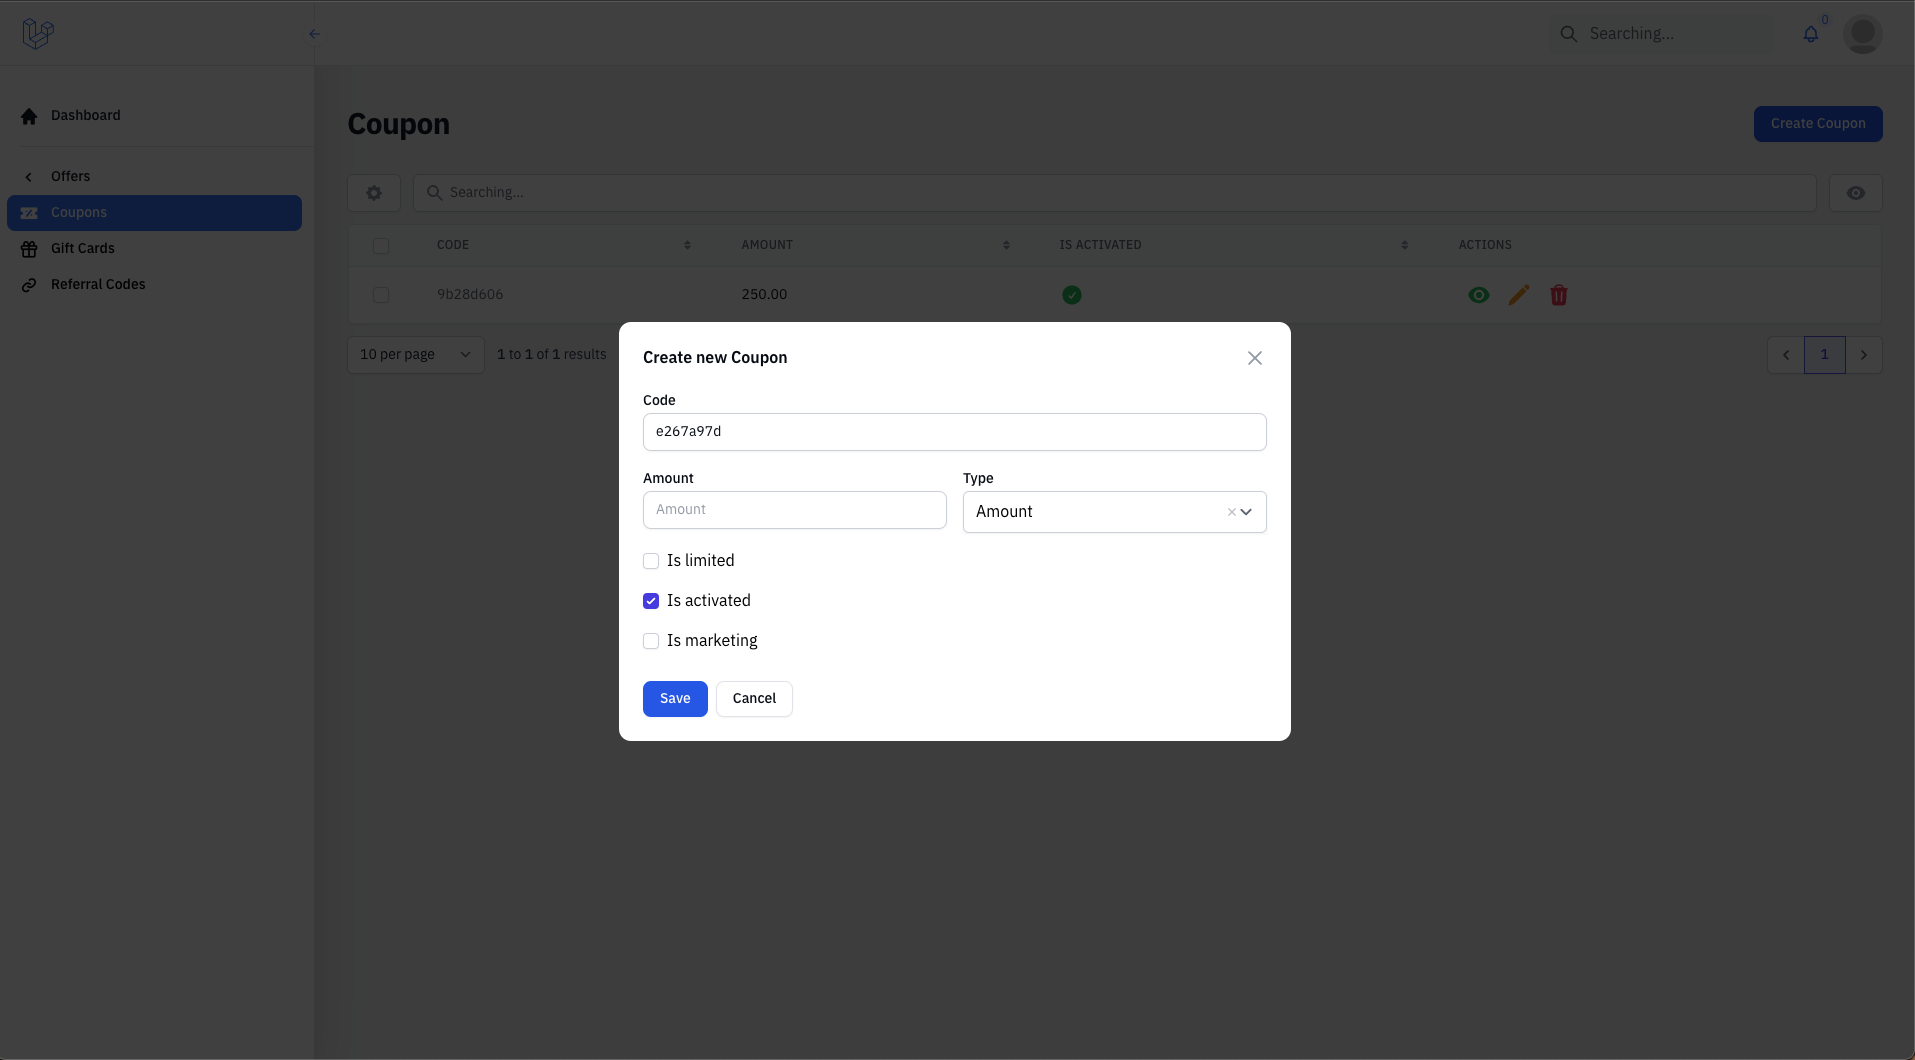 Searching...
0
Dashboard
Coupon
Create Coupon
Offers
Coupons
Searching...
Gift Cards
CODE AMOUNT IS ACTIVATED ACTIONS
Referral Codes
9b28d606 250.00
10 per page 1 to 1 of 1 results
1
Create new Coupon
Code
e267a97d
Amount Type
Amount Amount
Is limited
Is activated
Is marketing
Save Cancel